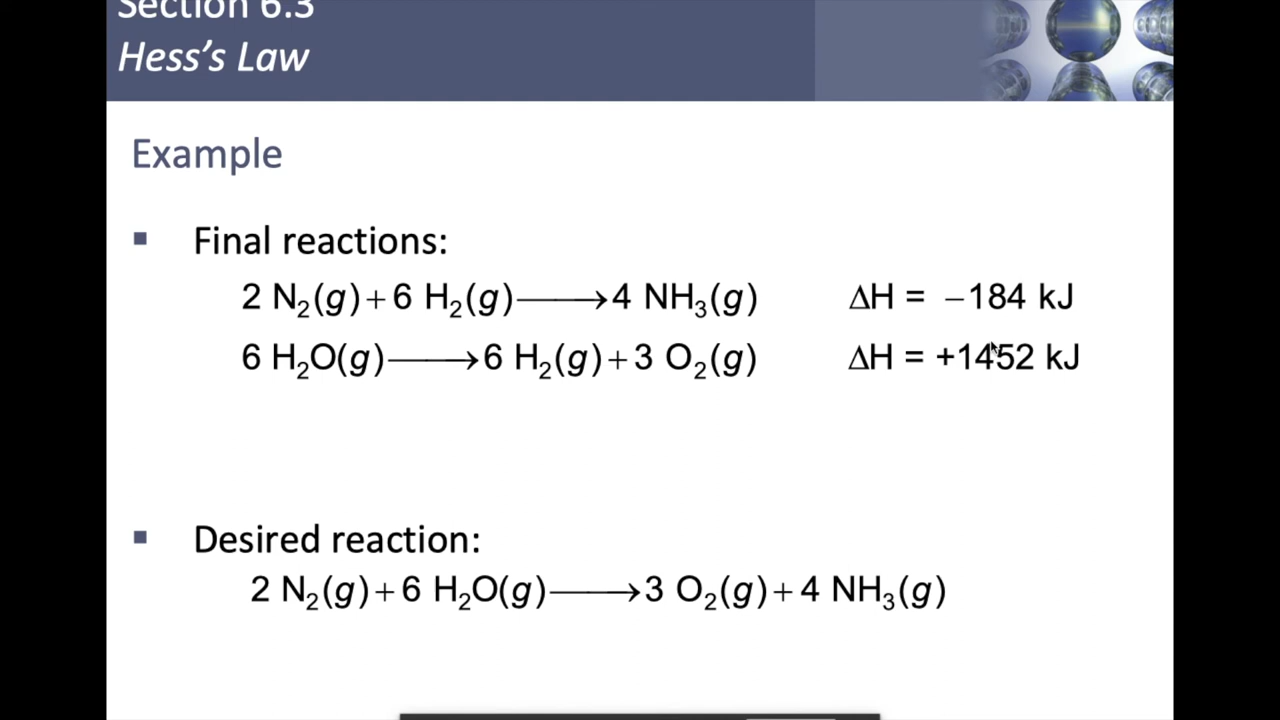 Section 6.3
Hess's Law
Example
▪ Final reactions:
2 N₂(g) + 6 H₂(g) ⟶ 4 NH₃(g) ΔH = −184 kJ
6 H₂O(g) ⟶ 6 H₂(g) + 3 O₂(g) ΔH = +1452 kJ
▪ Desired reaction:
2 N₂(g) + 6 H₂O(g) ⟶ 3 O₂(g) + 4 NH₃(g)